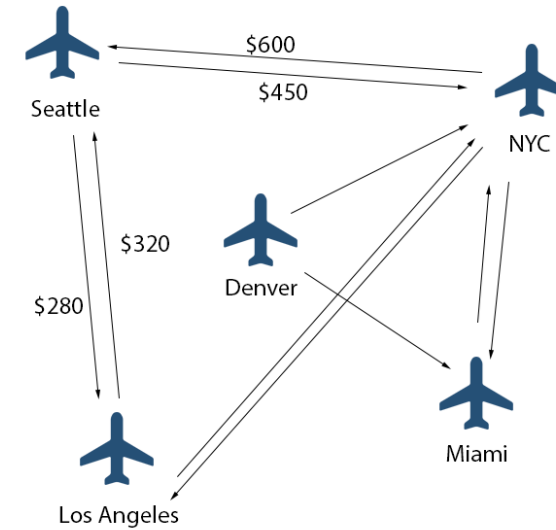 $600
$450
Seattle
NYC
$320
Denver
$280
Miami
Los Angeles